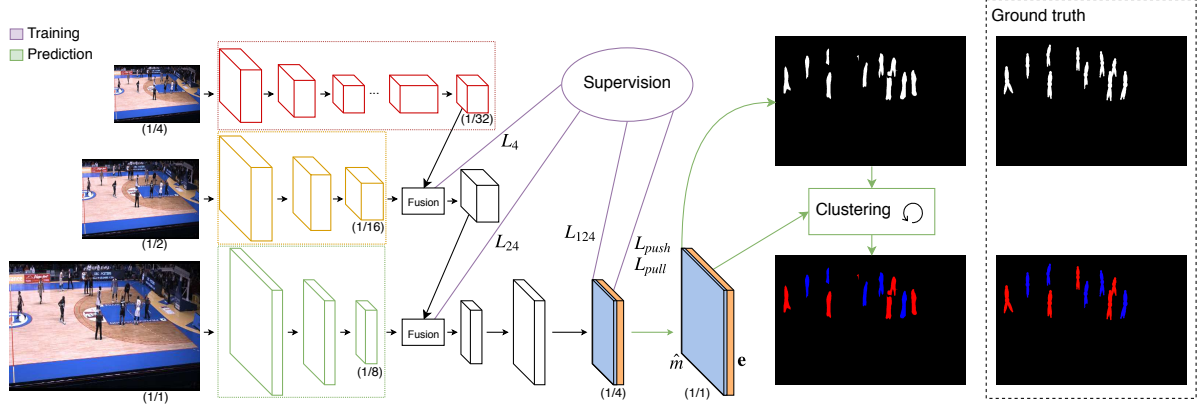 Training
Prediction
Ground truth
Supervision
(1/4)
(1/32)
L4
(1/2)
(1/16)
Fusion
L24
L124
Lpush
Lpull
Clustering
(1/1)
(1/8)
Fusion
(1/4)
m̂
(1/1)
e